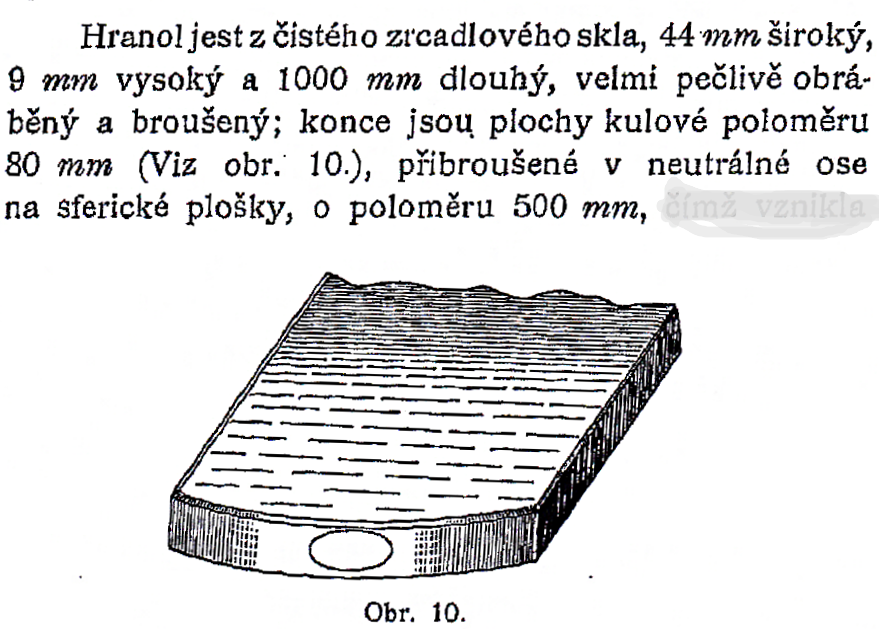 Hranol jest z čistého zrcadlového skla, 44 mm široký,
9 mm vysoký a 1000 mm dlouhý, velmi pečlivě obrá-
běný a broušený; konce jsou plochy kulové poloměru
80 mm (Viz obr. 10.), přibroušené v neutrálné ose
na sferické plošky, o poloměru 500 mm, čímž vznikla
Obr. 10.